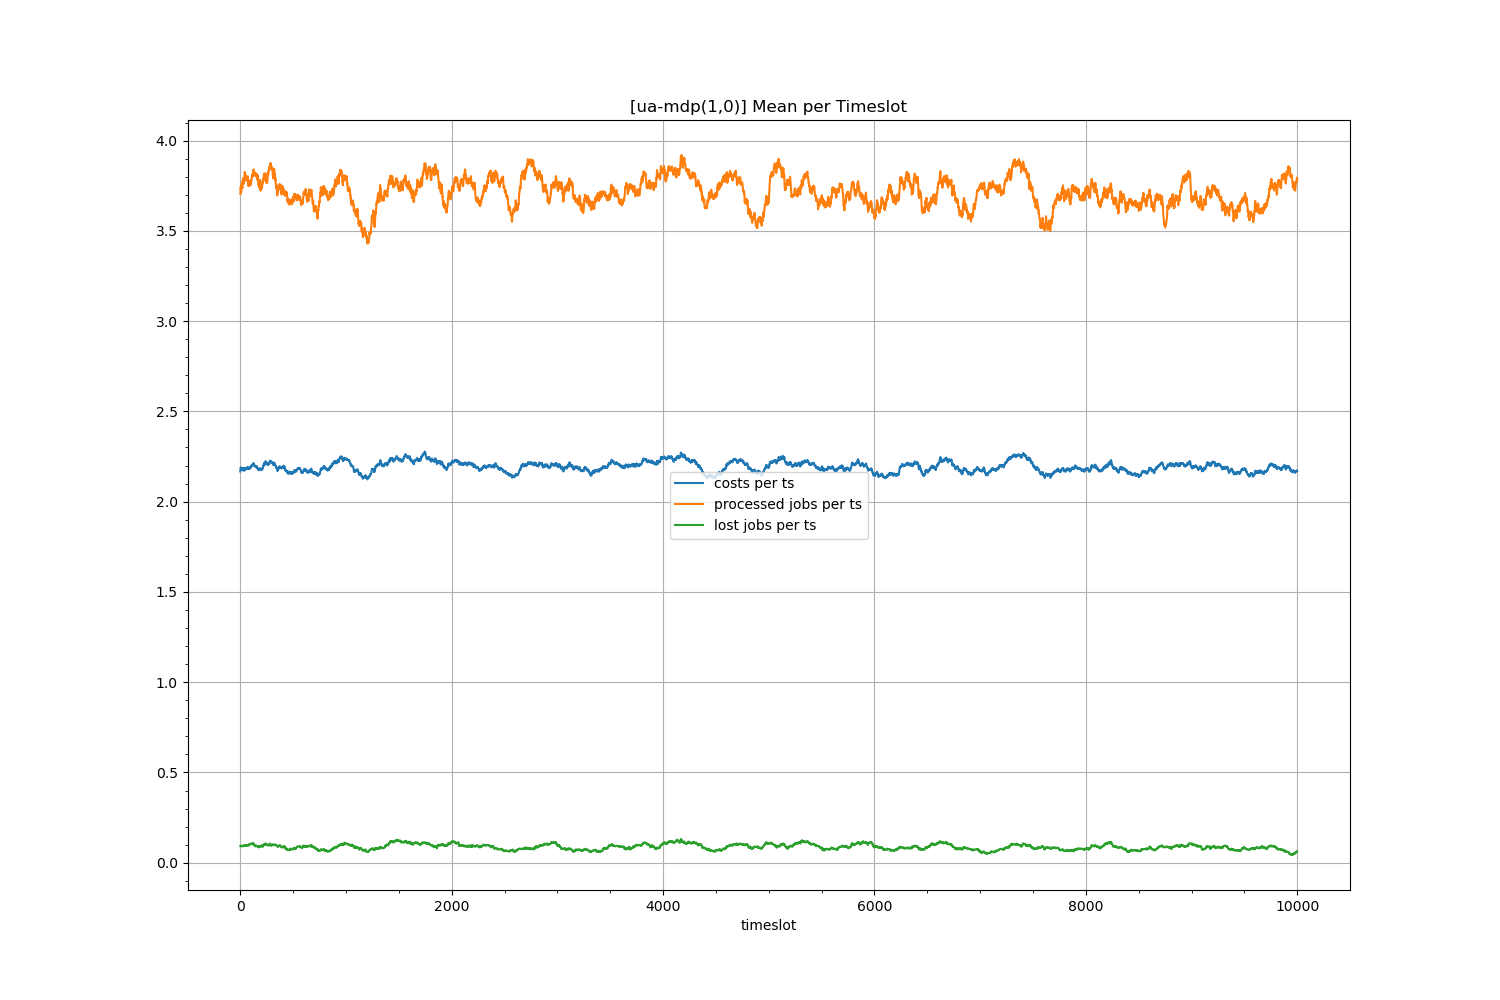 [ua-mdp(1,0)] Mean per Timeslot
4.0
3.5
3.0
2.5
2.0
1.5
1.0
0.5
0.0
costs per ts
processed jobs per ts
lost jobs per ts
0 2000 4000 6000 8000 10000
timeslot